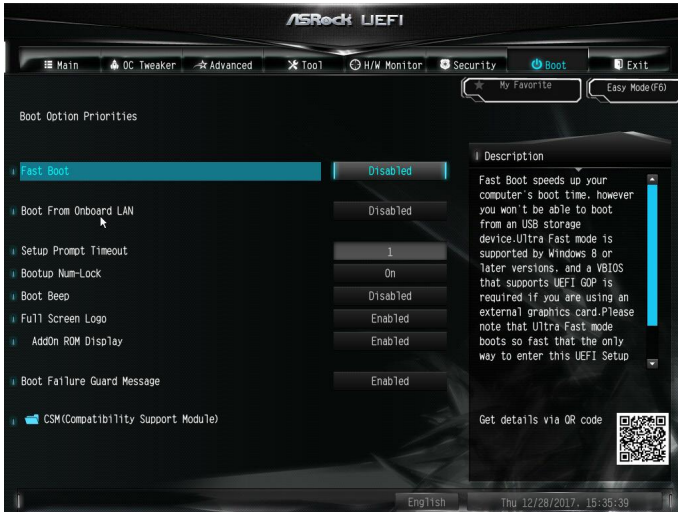 ASRock UEFI
Main OC Tweaker Advanced Tool H/W Monitor Security Boot Exit
My Favorite Easy Mode(F6)
Boot Option Priorities
Fast Boot Disabled
Boot From Onboard LAN Disabled
Setup Prompt Timeout 1
Bootup Num-Lock On
Boot Beep Disabled
Full Screen Logo Enabled
AddOn ROM Display Enabled
Boot Failure Guard Message Enabled
CSM(Compatibility Support Module)
Description
Fast Boot speeds up your
computer's boot time. however
you won't be able to boot
from an USB storage
device.Ultra Fast mode is
supported by Windows 8 or
later versions. and a VBIOS
that supports UEFI GOP is
required if you are using an
external graphics card.Please
note that Ultra Fast mode
boots so fast that the only
way to enter this UEFI Setup
Get details via QR code
English Thu 12/28/2017. 15:35:39